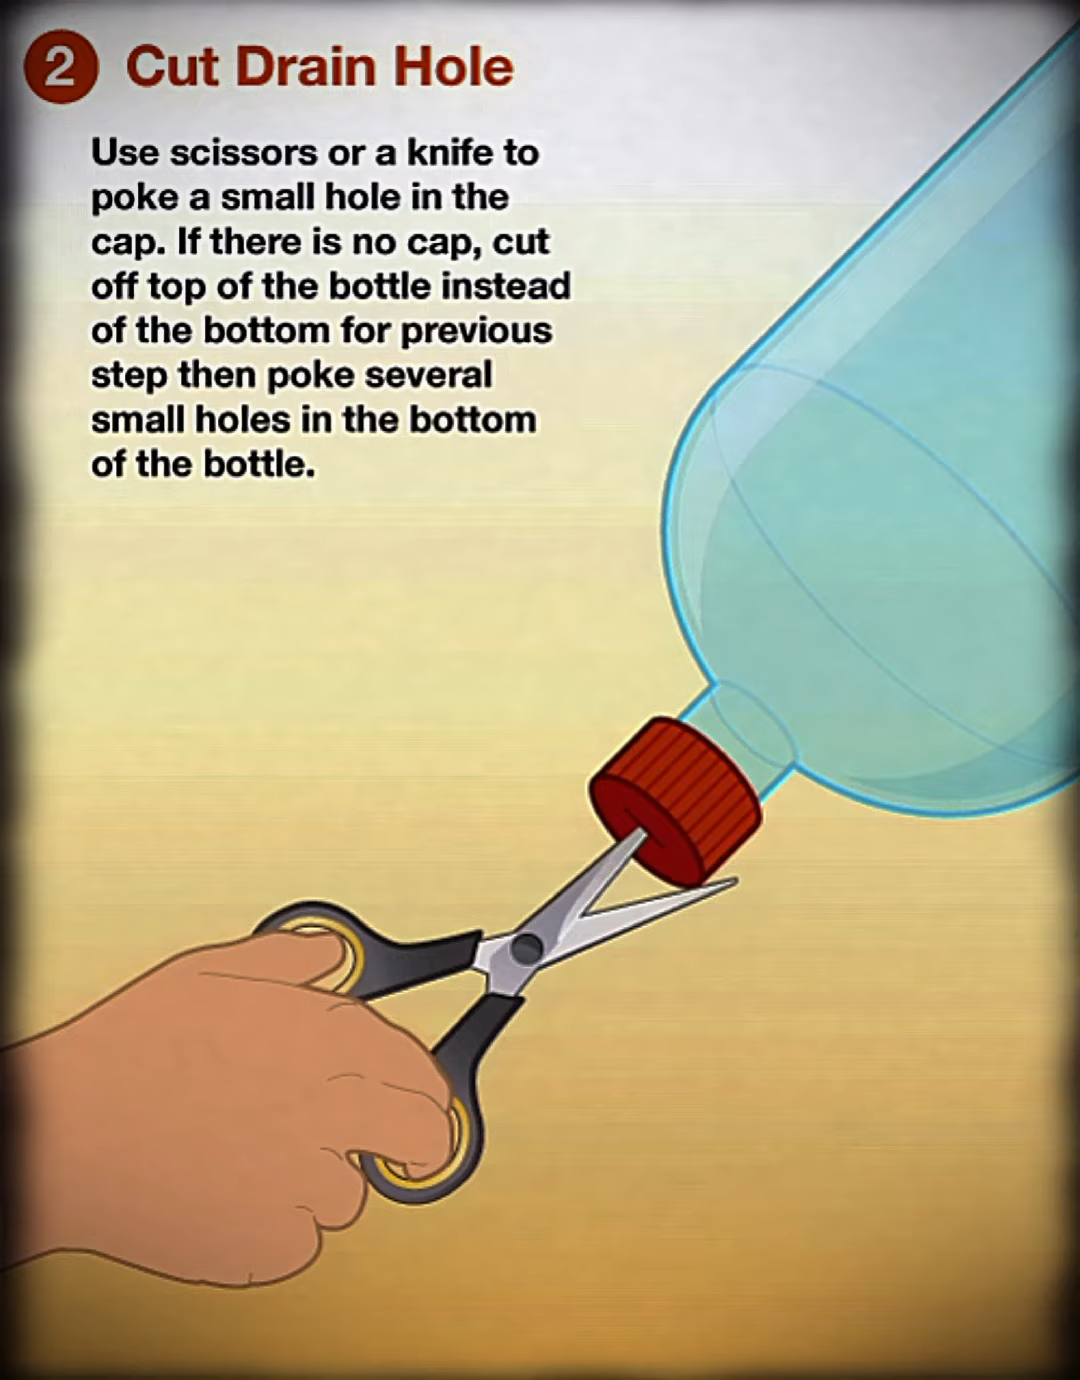 2 Cut Drain Hole
Use scissors or a knife to
poke a small hole in the
cap. If there is no cap, cut
off top of the bottle instead
of the bottom for previous
step then poke several
small holes in the bottom
of the bottle.